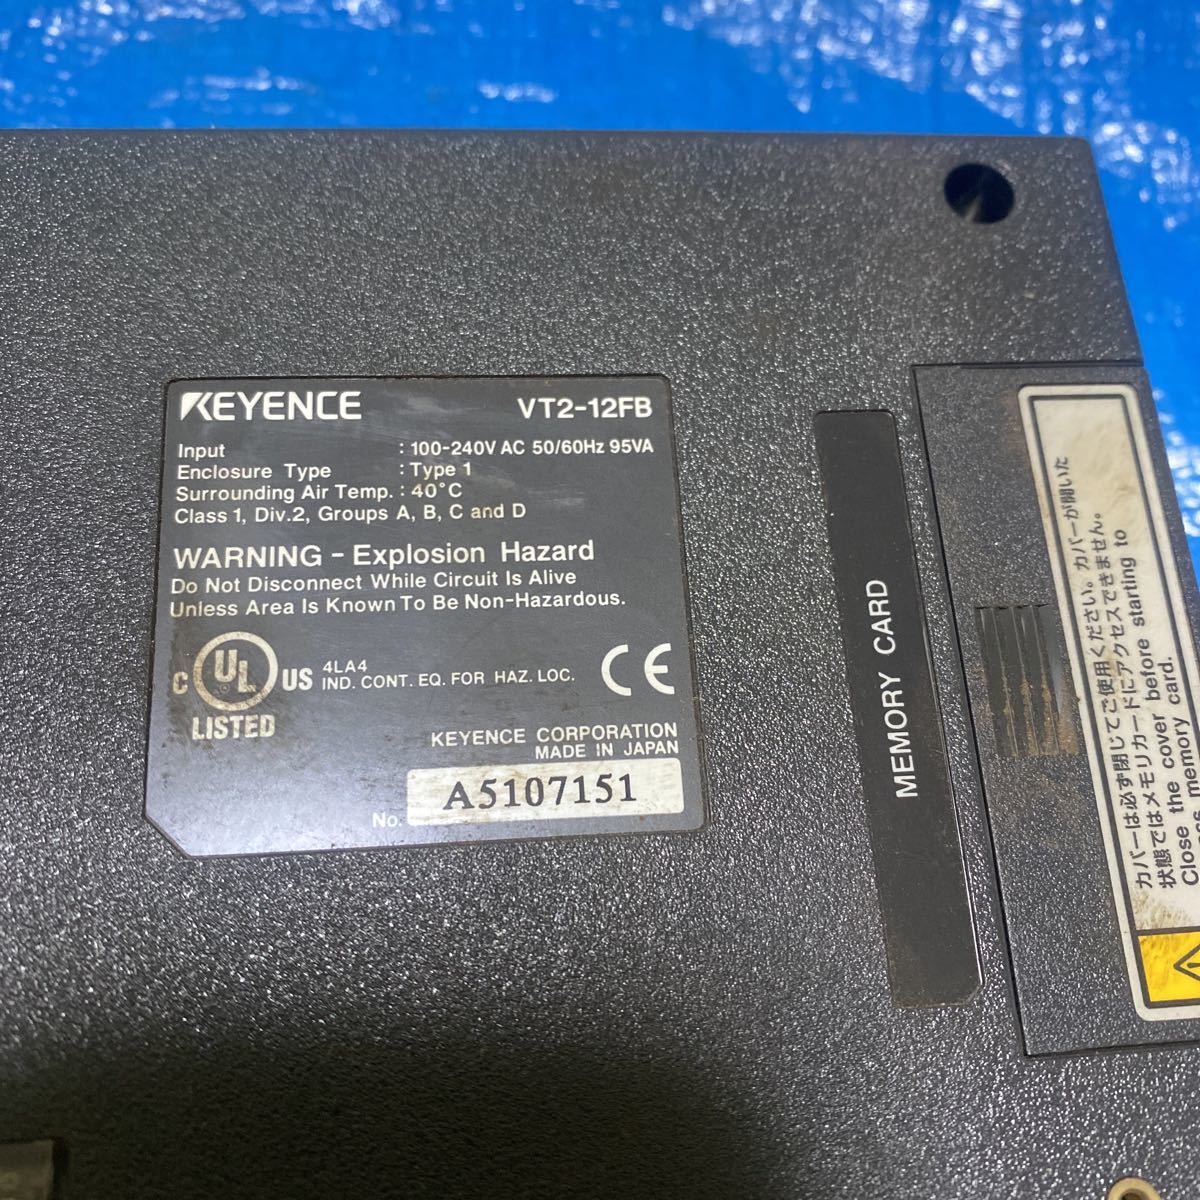 KEYENCE VT2-12FB
Input : 100-240V AC 50/60Hz 95VA
Enclosure Type : Type 1
Surrounding Air Temp. : 40°C
Class 1, Div.2, Groups A, B, C and D
WARNING - Explosion Hazard
Do Not Disconnect While Circuit Is Alive
Unless Area Is Known To Be Non-Hazardous.
C UL US
LISTED
4LA4
IND. CONT. EQ. FOR HAZ. LOC.
CE
KEYENCE CORPORATION
MADE IN JAPAN
No. A5107151
MEMORY CARD
カバーは必ず閉じてご使用ください。カバーが開いた
状態ではメモリカードにアクセスできません。
Close the cover before starting to
memory card.